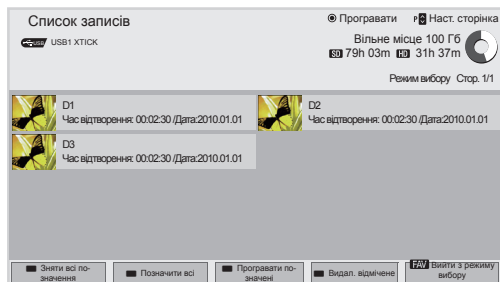 Список записів
Програвати
P Наст. сторінка
USB USB1 XTICK
Вільне місце 100 Гб
SD 79h 03m HD 31h 37m
Режим вибору Стор. 1/1
D1
Час відтворення: 00:02:30 /Дата:2010.01.01
D2
Час відтворення: 00:02:30 /Дата:2010.01.01
D3
Час відтворення: 00:02:30 /Дата:2010.01.01
Зняти всі по-
значення
Позначити всі
Програвати по-
значені
Видал. відмічене
FAV Вийти з режиму
вибору